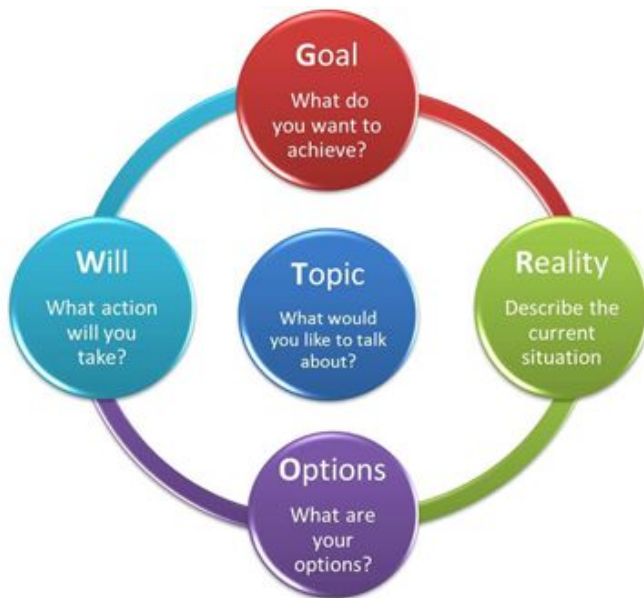 Goal
What do
you want to
achieve?
Will
What action
will you
take?
Topic
What would
you like to talk
about?
Reality
Describe the
current
situation
Options
What are
your
options?